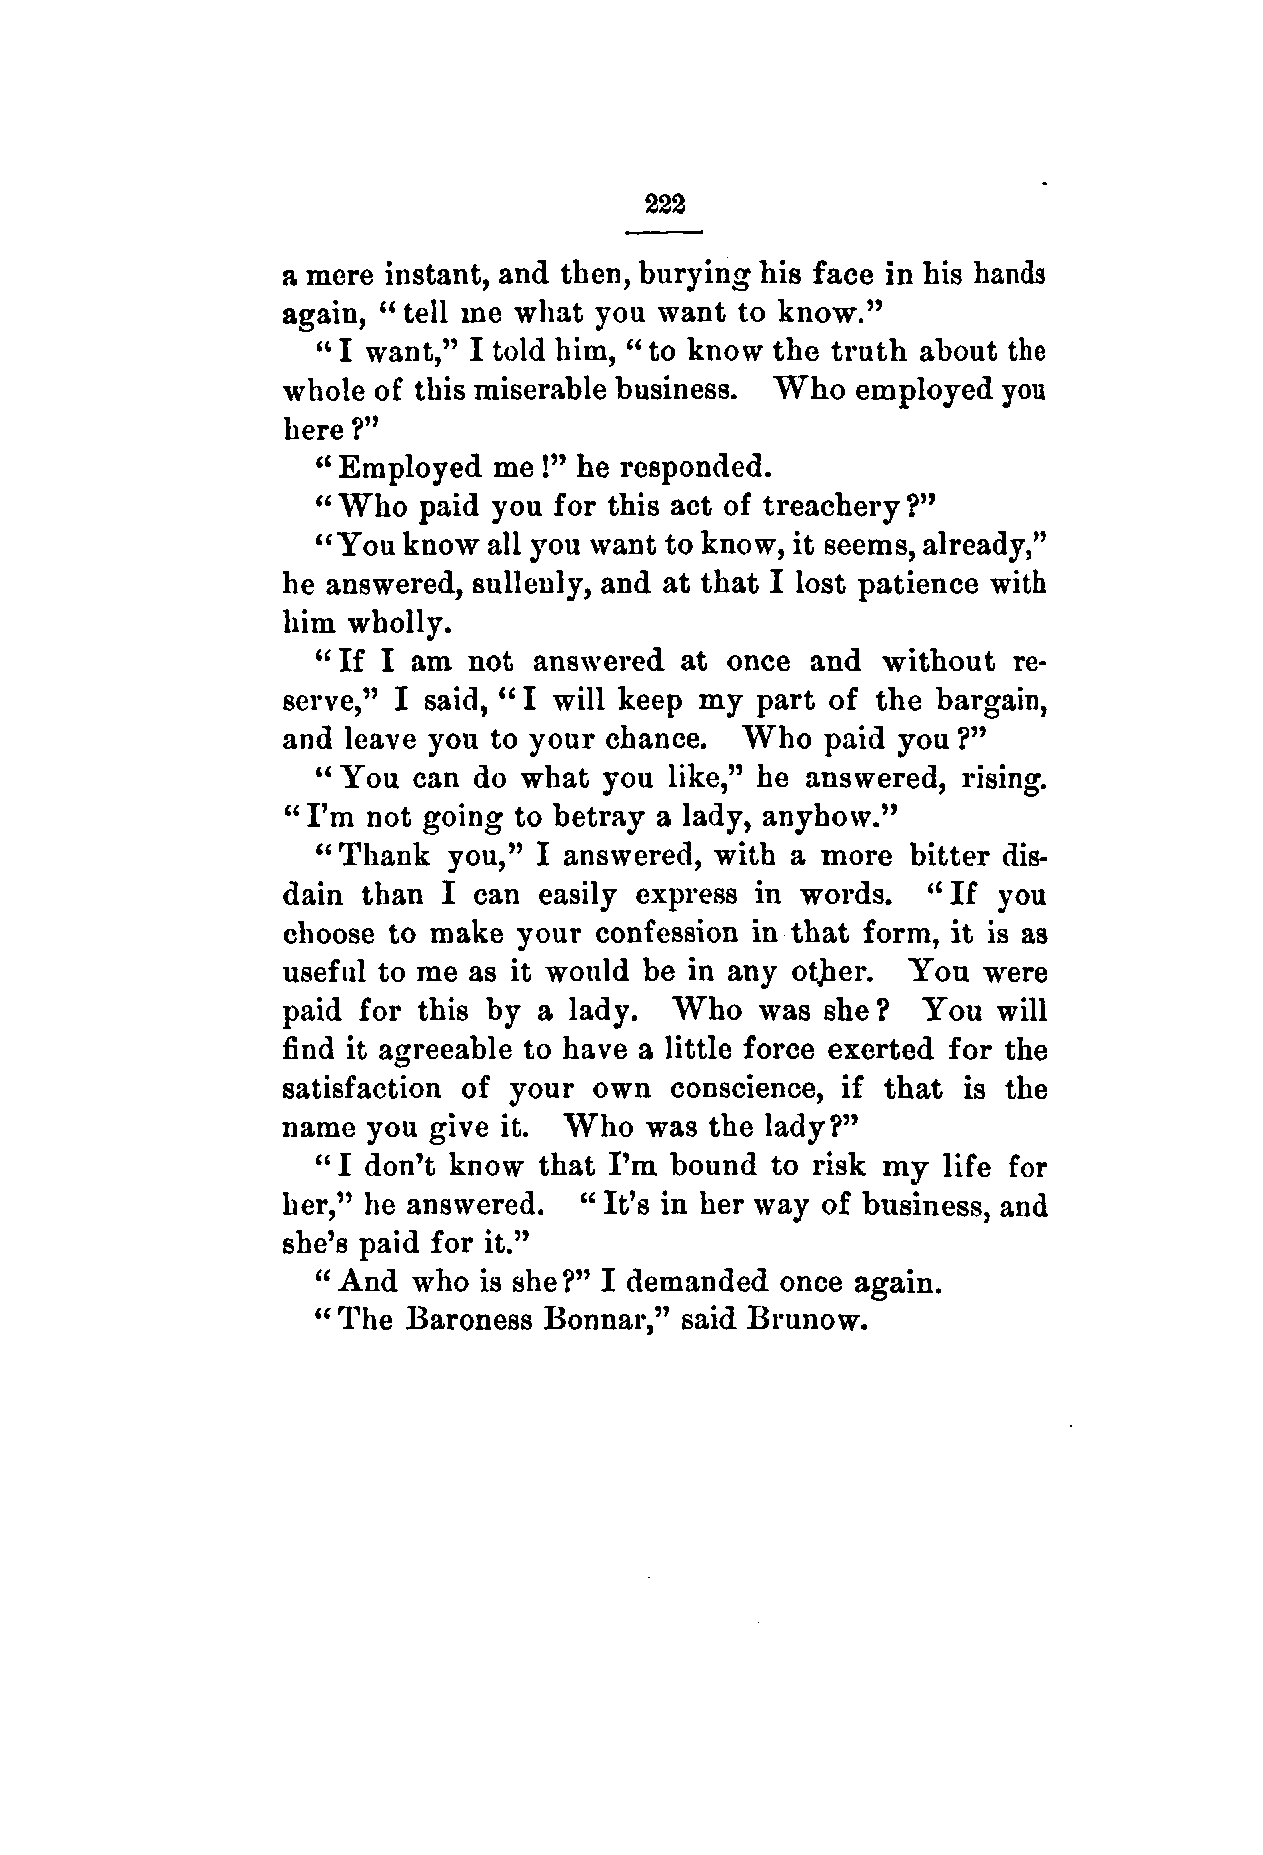 222
a mere instant, and then, burying his face in his hands
again, “tell me what you want to know.”
“I want,” I told him, “to know the truth about the
whole of this miserable business. Who employed you
here?”
“Employed me!” he responded.
“Who paid you for this act of treachery?”
“You know all you want to know, it seems, already,”
he answered, sullenly, and at that I lost patience with
him wholly.
“If I am not answered at once and without re-
serve,” I said, “I will keep my part of the bargain,
and leave you to your chance. Who paid you?”
“You can do what you like,” he answered, rising.
“I’m not going to betray a lady, anyhow.”
“Thank you,” I answered, with a more bitter dis-
dain than I can easily express in words. “If you
choose to make your confession in that form, it is as
useful to me as it would be in any other. You were
paid for this by a lady. Who was she? You will
find it agreeable to have a little force exerted for the
satisfaction of your own conscience, if that is the
name you give it. Who was the lady?”
“I don’t know that I’m bound to risk my life for
her,” he answered. “It’s in her way of business, and
she’s paid for it.”
“And who is she?” I demanded once again.
“The Baroness Bonnar,” said Brunow.